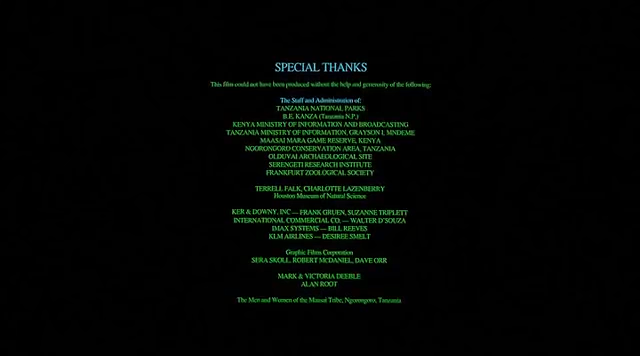 SPECIAL THANKS
This film could not have been produced without the help and generosity of the following:
The Staff and Administration of:
TANZANIA NATIONAL PARKS
B.E. KANZA (Tanzania N.P.)
KENYA MINISTRY OF INFORMATION AND BROADCASTING
TANZANIA MINISTRY OF INFORMATION, GRAYSON I. MNDEME
MAASAI MARA GAME RESERVE, KENYA
NGORONGORO CONSERVATION AREA, TANZANIA
OLDUVAI ARCHAEOLOGICAL SITE
SERENGETI RESEARCH INSTITUTE
FRANKFURT ZOOLOGICAL SOCIETY
TERRELL FALK, CHARLOTTE LAZENBERRY
Houston Museum of Natural Science
KER & DOWNY, INC — FRANK GRUEN, SUZANNE TRIPLETT
INTERNATIONAL COMMERCIAL CO. — WALTER D'SOUZA
IMAX SYSTEMS — BILL REEVES
KLM AIRLINES — DESIREE SMELT
Graphic Films Corporation
SERA SKOLL, ROBERT MCDANIEL, DAVE ORR
MARK & VICTORIA DEEBLE
ALAN ROOT
The Men and Women of the Maasai Tribe, Ngorongoro, Tanzania